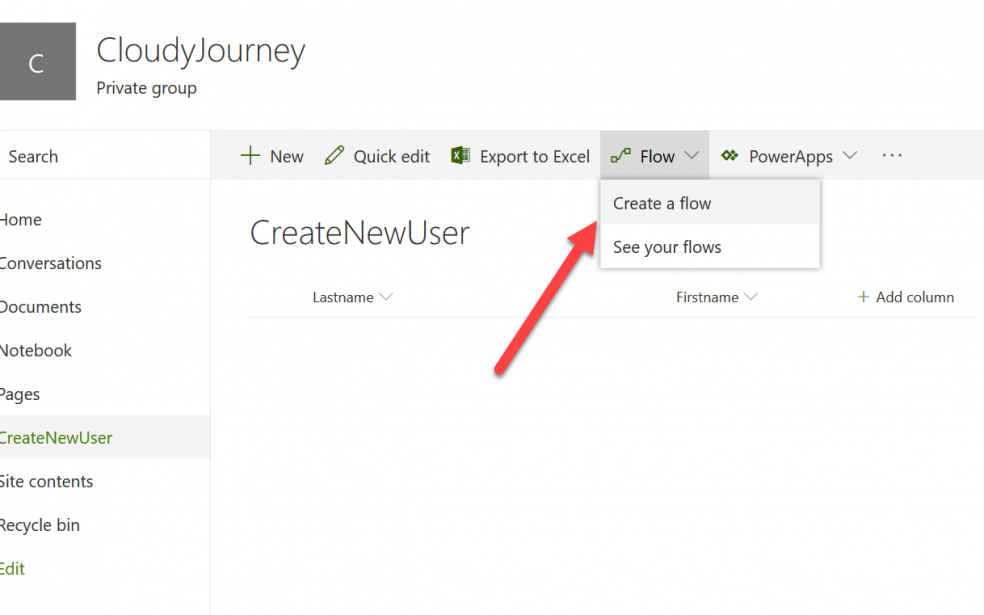 C
CloudyJourney
Private group
Search
New
Quick edit
Export to Excel
Flow
PowerApps
Create a flow
See your flows
Home
Conversations
Documents
Notebook
Pages
CreateNewUser
Site contents
Recycle bin
Edit
CreateNewUser
Lastname
Firstname
Add column